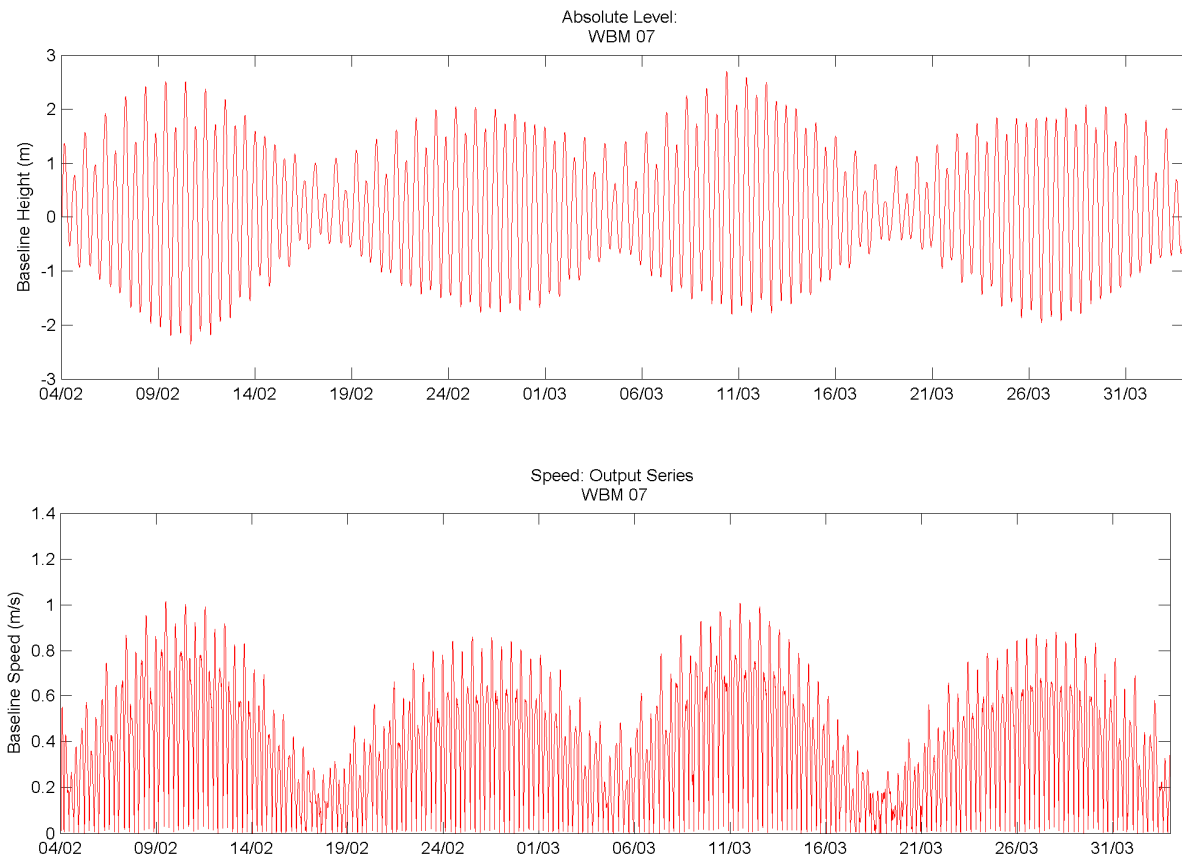 Absolute Level:
WBM 07
Baseline Height (m)
3
2
1
0
-1
-2
-3
04/02 09/02 14/02 19/02 24/02 01/03 06/03 11/03 16/03 21/03 26/03 31/03
Speed: Output Series
WBM 07
Baseline Speed (m/s)
1.4
1.2
1
0.8
0.6
0.4
0.2
0
04/02 09/02 14/02 19/02 24/02 01/03 06/03 11/03 16/03 21/03 26/03 31/03